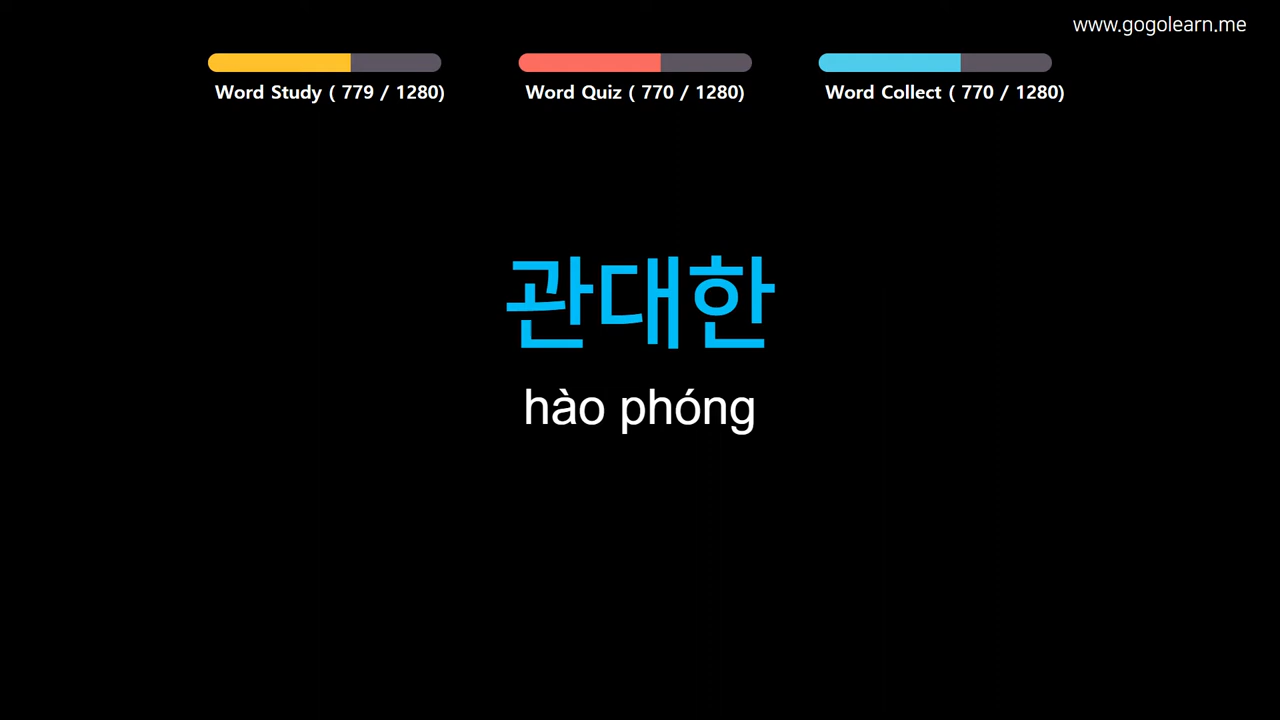 www.gogolearn.me
Word Study ( 779 / 1280)
Word Quiz ( 770 / 1280)
Word Collect ( 770 / 1280)
관대한
hào phóng